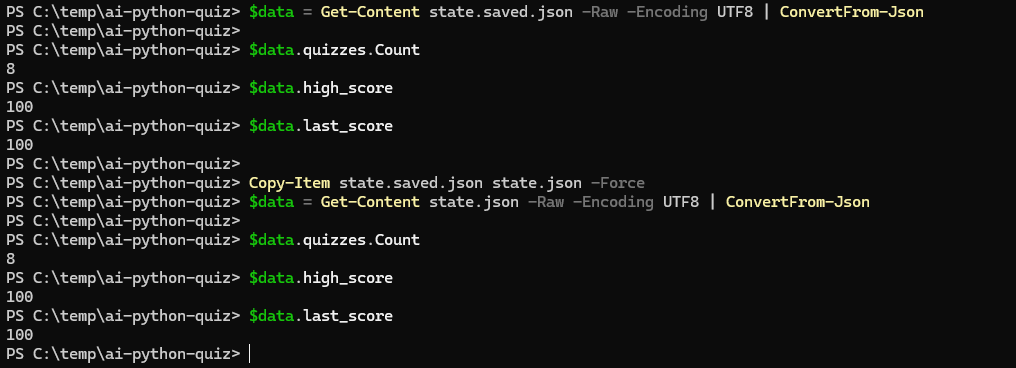 PS C:\temp\ai-python-quiz> $data = Get-Content state.saved.json -Raw -Encoding UTF8 | ConvertFrom-Json
PS C:\temp\ai-python-quiz>
PS C:\temp\ai-python-quiz> $data.quizzes.Count
8
PS C:\temp\ai-python-quiz> $data.high_score
100
PS C:\temp\ai-python-quiz> $data.last_score
100
PS C:\temp\ai-python-quiz>
PS C:\temp\ai-python-quiz> Copy-Item state.saved.json state.json -Force
PS C:\temp\ai-python-quiz> $data = Get-Content state.json -Raw -Encoding UTF8 | ConvertFrom-Json
PS C:\temp\ai-python-quiz>
PS C:\temp\ai-python-quiz> $data.quizzes.Count
8
PS C:\temp\ai-python-quiz> $data.high_score
100
PS C:\temp\ai-python-quiz> $data.last_score
100
PS C:\temp\ai-python-quiz>